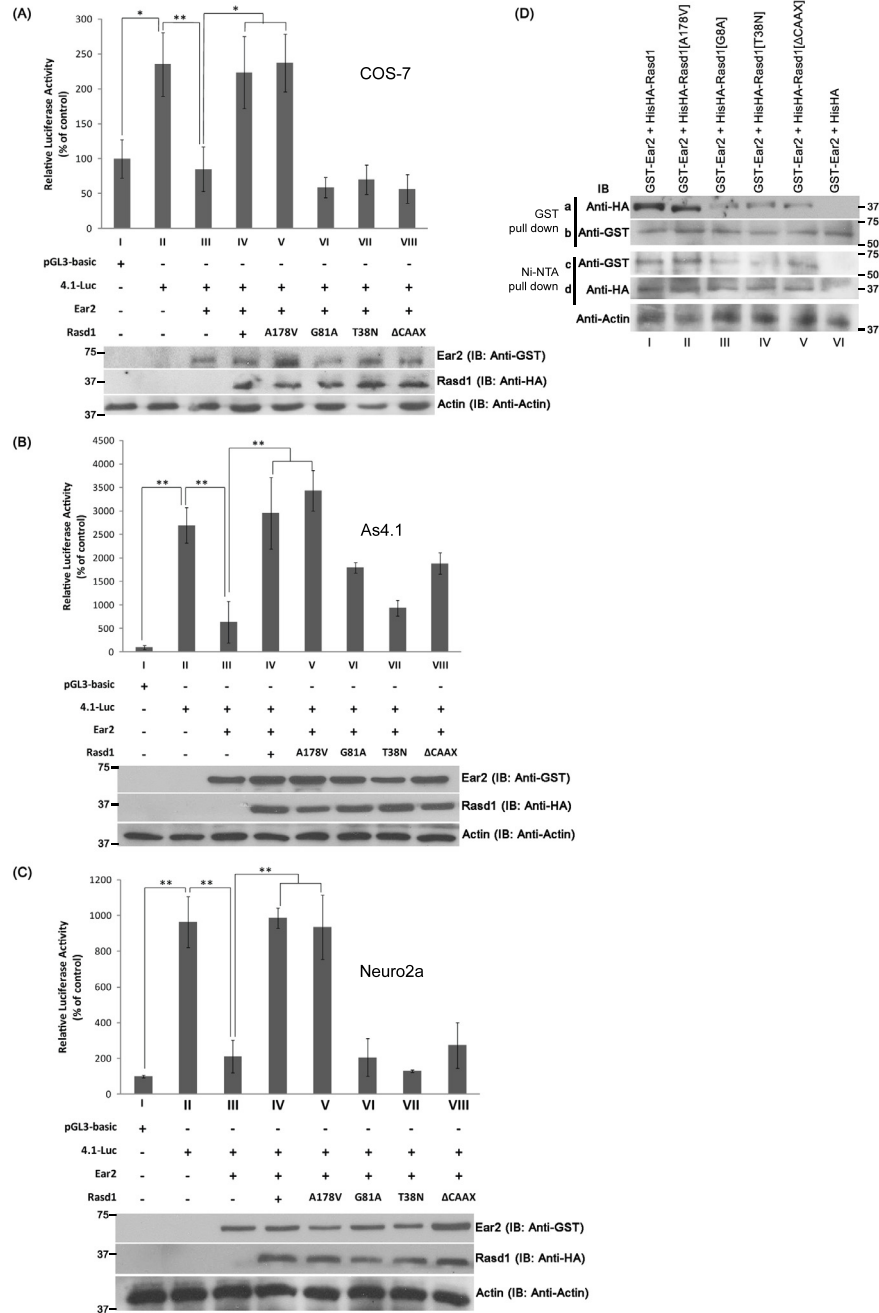 (A)
* ** *
COS-7
Relative Luciferase Activity
(% of control)
300
250
200
150
100
50
0
I II III IV V VI VII VIII
pGL3-basic + - - - - - - -
4.1-Luc - + + + + + + +
Ear2 - - + + + + + +
Rasd1 - - - + A178V G81A T38N ΔCAAX
75
Ear2 (IB: Anti-GST)
37
Rasd1 (IB: Anti-HA)
37
Actin (IB: Anti-Actin)
(B)
** ** **
As4.1
Relative Luciferase Activity
(% of control)
4500
4000
3500
3000
2500
2000
1500
1000
500
0
I II III IV V VI VII VIII
pGL3-basic + - - - - - - -
4.1-Luc - + + + + + + +
Ear2 - - + + + + + +
Rasd1 - - - + A178V G81A T38N ΔCAAX
75
Ear2 (IB: Anti-GST)
37
Rasd1 (IB: Anti-HA)
37
Actin (IB: Anti-Actin)
(C)
** ** **
Neuro2a
Relative Luciferase Activity
(% of control)
1200
1000
800
600
400
200
0
I II III IV V VI VII VIII
pGL3-basic + - - - - - - -
4.1-Luc - + + + + + + +
Ear2 - - + + + + + +
Rasd1 - - - + A178V G81A T38N ΔCAAX
75
Ear2 (IB: Anti-GST)
37
Rasd1 (IB: Anti-HA)
Actin (IB: Anti-Actin)
37
(D)
GST-Ear2 + HisHA-Rasd1
GST-Ear2 + HisHA-Rasd1[A178V]
GST-Ear2 + HisHA-Rasd1[G8A]
GST-Ear2 + HisHA-Rasd1[T38N]
GST-Ear2 + HisHA-Rasd1[ΔCAAX]
GST-Ear2 + HisHA
IB
GST
pull down
a Anti-HA 37
75
b Anti-GST
50
Ni-NTA
pull down
75
c Anti-GST
50
d Anti-HA 37
Anti-Actin
37
I II III IV V VI